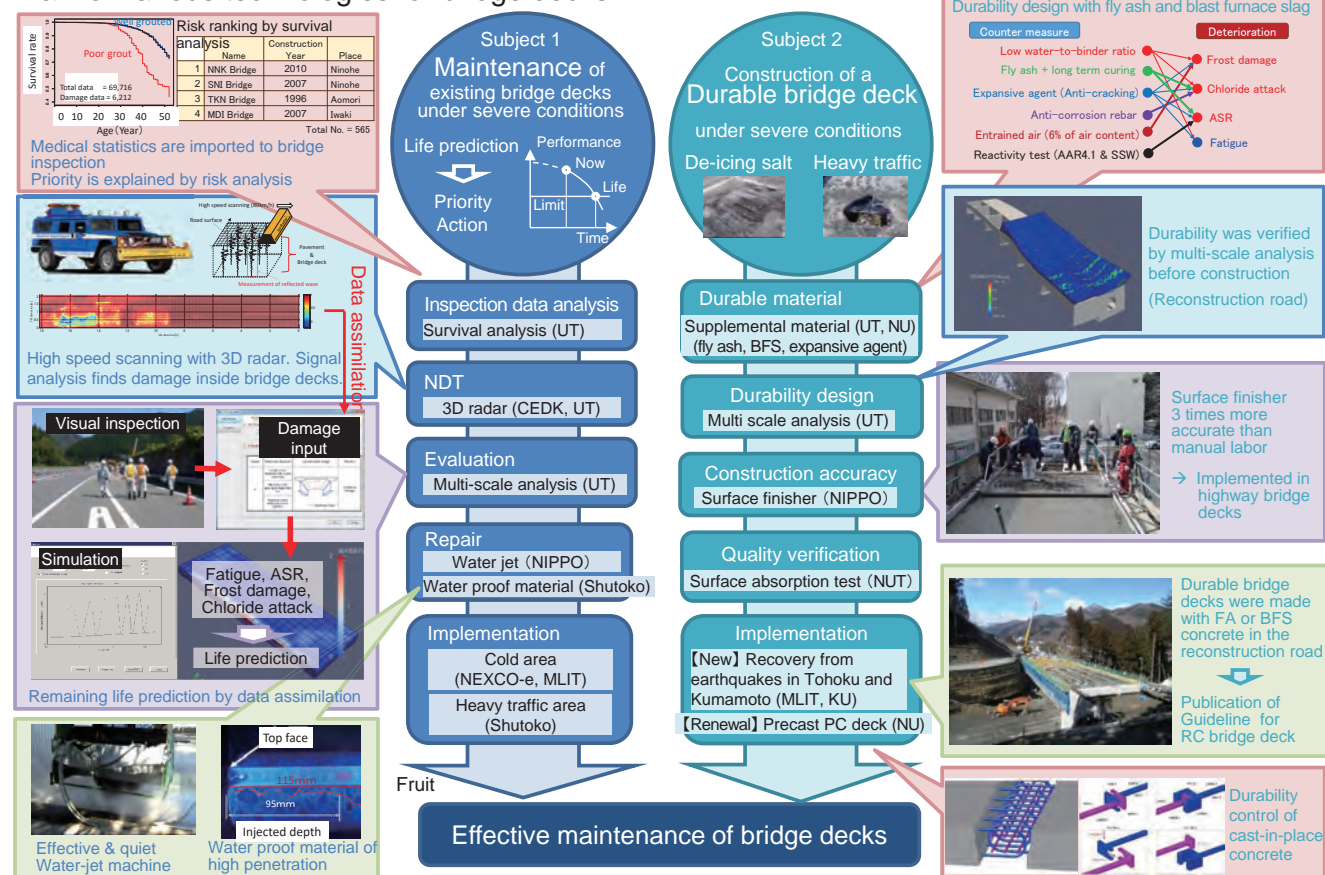 Well grouted
Poor grout
Survival rate
Total data = 69,716
Damage data = 6,212
0 10 20 30 40 50
Age (Year)
Risk ranking by survival
analysis
Name Construction Year Place
1 NNK Bridge 2010 Ninohe
2 SNI Bridge 2007 Ninohe
3 TKN Bridge 1996 Aomori
4 MDI Bridge 2007 Iwaki
Total No. = 565
Medical statistics are imported to bridge
inspection
Priority is explained by risk analysis
High speed scanning (80km/h)
Road surface
Pavement
&
Bridge deck
Measurement of reflected wave
Data assimilation
High speed scanning with 3D radar. Signal
analysis finds damage inside bridge decks.
Visual inspection
Damage
input
Simulation
Fatigue, ASR,
Frost damage,
Chloride attack
Life prediction
Remaining life prediction by data assimilation
Top face
115mm
95mm
Injected depth
Effective & quiet
Water-jet machine
Water proof material of
high penetration
Subject 1
Maintenance of
existing bridge decks
under severe conditions
Life prediction
Priority
Action
Performance
Now
Life
Limit
Time
Inspection data analysis
Survival analysis (UT)
NDT
3D radar (CEDK, UT)
Evaluation
Multi-scale analysis (UT)
Repair
Water jet（NIPPO）
Water proof material (Shutoko)
Implementation
Cold area
(NEXCO-e, MLIT)
Heavy traffic area
(Shutoko)
Fruit
Subject 2
Construction of a
Durable bridge deck
under severe conditions
De-icing salt Heavy traffic
Durable material
Supplemental material (UT, NU)
(fly ash, BFS, expansive agent)
Durability design
Multi scale analysis (UT)
Construction accuracy
Surface finisher（NIPPO）
Quality verification
Surface absorption test（NUT）
Implementation
【New】Recovery from
earthquakes in Tohoku and
Kumamoto (MLIT, KU)
【Renewal】Precast PC deck (NU)
Effective maintenance of bridge decks
Durability design with fly ash and blast furnace slag
Counter measure Deterioration
Low water-to-binder ratio
Fly ash + long term curing
Expansive agent (Anti-cracking)
Anti-corrosion rebar
Entrained air (6% of air content)
Reactivity test (AAR4.1 & SSW)
Frost damage
Chloride attack
ASR
Fatigue
Durability was verified
by multi-scale analysis
before construction
(Reconstruction road)
Surface finisher
3 times more
accurate than
manual labor
→ Implemented in
highway bridge
decks
Durable bridge
decks were made
with FA or BFS
concrete in the
reconstruction road
Publication of
Guideline for
RC bridge deck
Durability
control of
cast-in-place
concrete